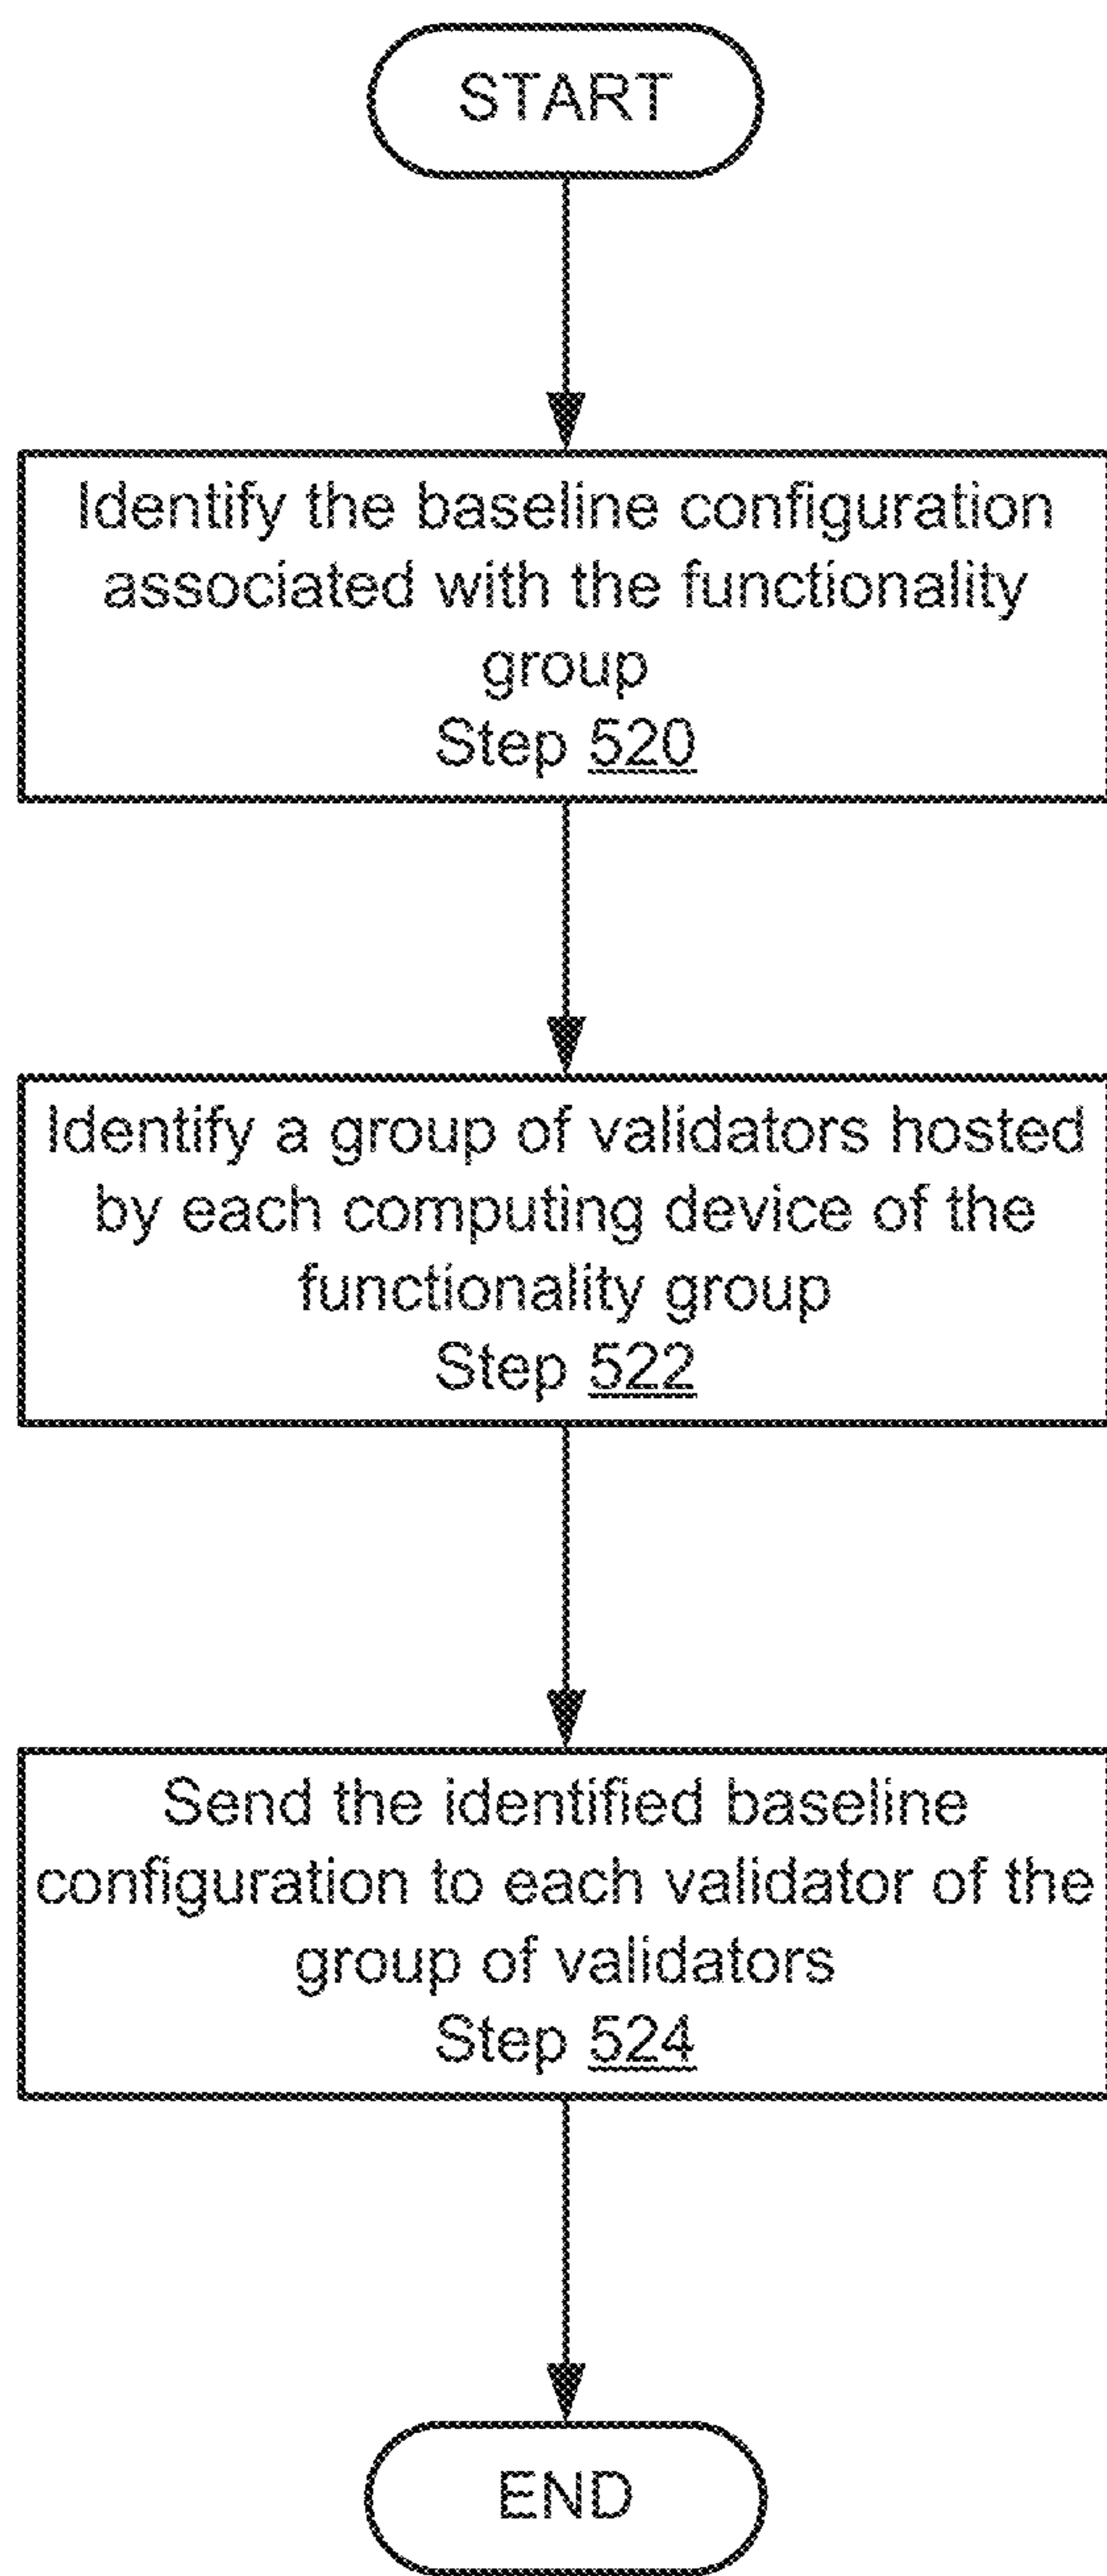 START
Identify the baseline configuration
associated with the functionality
group
Step 520
Identify a group of validators hosted
by each computing device of the
functionality group
Step 522
Send the identified baseline
configuration to each validator of the
group of validators
Step 524
END